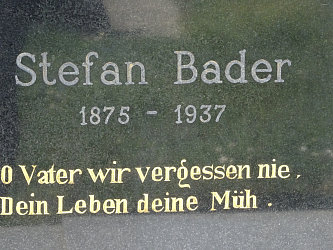 Stefan Bader
1875 - 1937
O Vater wir vergessen nie.
Dein Leben deine Müh.